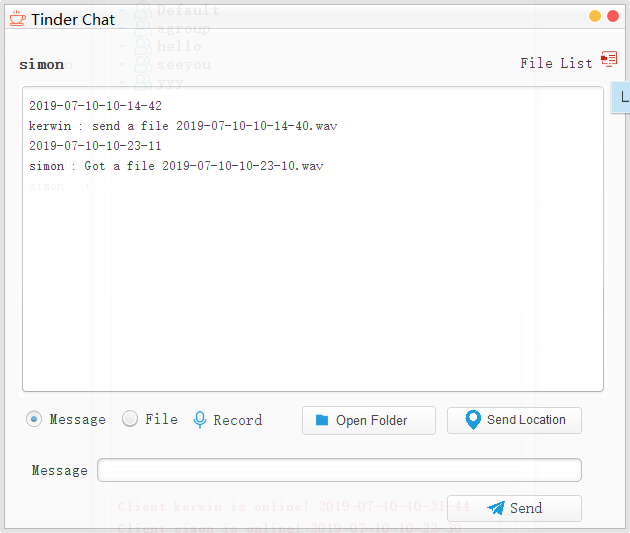 Tinder Chat
Default
agroup
hello
seeyou
yyy
simon
File List
L
2019-07-10-10-14-42
kerwin : send a file 2019-07-10-10-14-40.wav
2019-07-10-10-23-11
simon : Got a file 2019-07-10-10-23-10.wav
Message File Record Open Folder Send Location
Message
Client kerwin is online! 2019-07-10-10-21-44
Send
Client simon is online! 2019-07-10-10-22-30